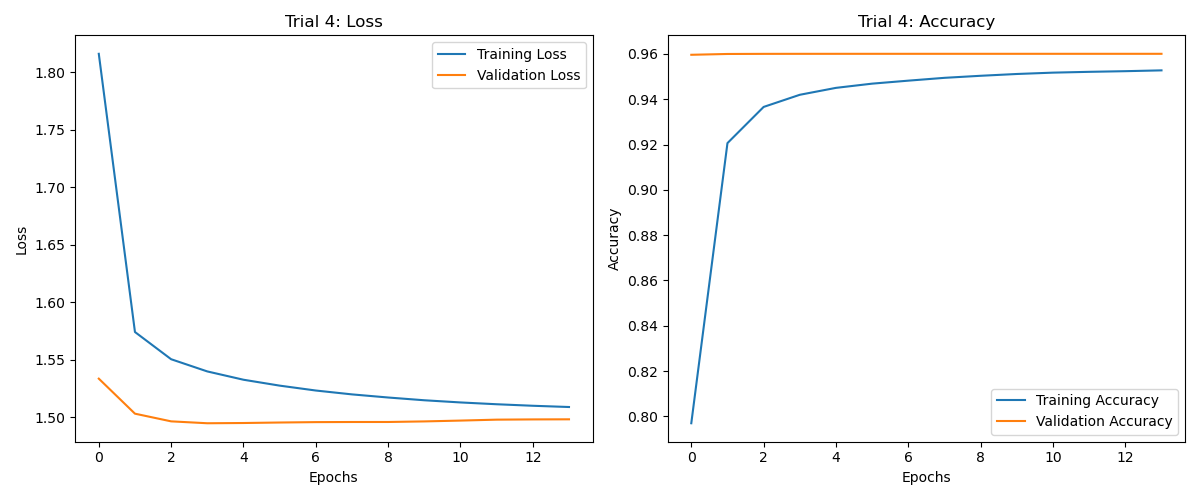 Trial 4: Loss
1.80
1.75
1.70
1.65
1.60
1.55
1.50
Loss
0 2 4 6 8 10 12
Epochs
Training Loss
Validation Loss
Trial 4: Accuracy
0.96
0.94
0.92
0.90
0.88
0.86
0.84
0.82
0.80
Accuracy
0 2 4 6 8 10 12
Epochs
Training Accuracy
Validation Accuracy